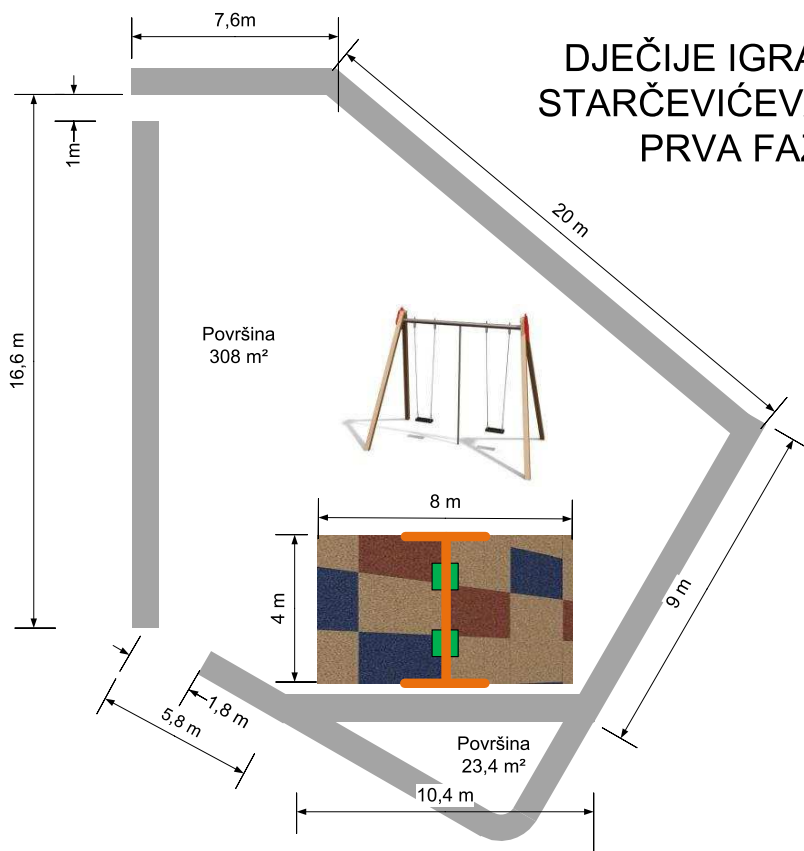 7,6m
DJEČIJE IGRA
STARČEVIĆEV
PRVA FAZ
1m
20 m
16,6 m
Površina
308 m²
8 m
4 m
9 m
1,8 m
5,8 m
Površina
23,4 m²
10,4 m